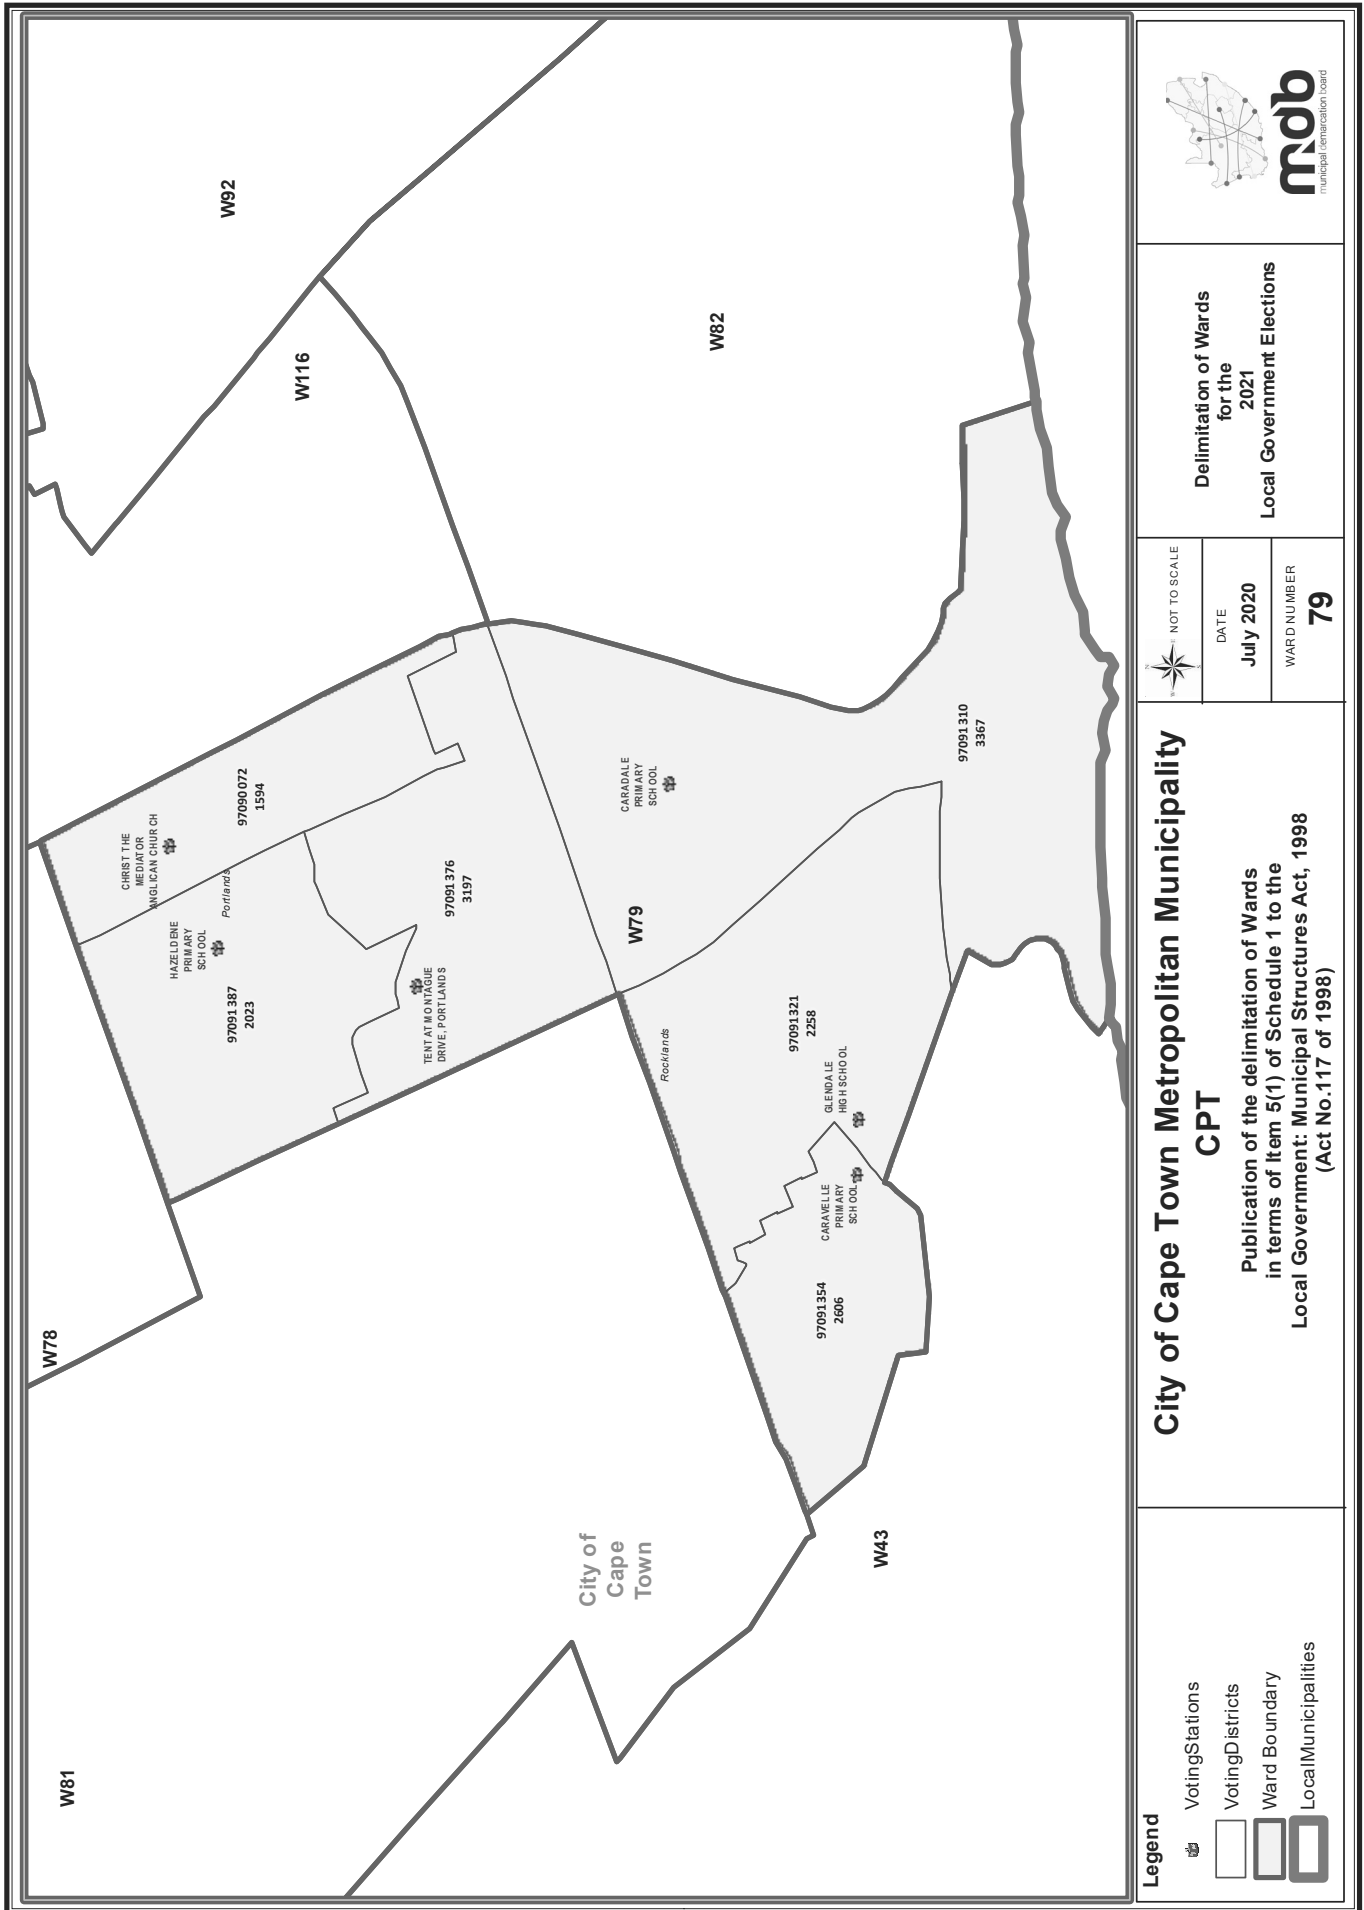 W81
W78
W92
W116
W82
W43
W79
City of
Cape
Town
CHRIST THE
MEDIATOR
ANGLICAN CHURCH
97090072
1594
Portlands
HAZELDENE
PRIMARY
SCHOOL
97091387
2023
97091376
3197
TENT AT MONTAGUE
DRIVE, PORTLANDS
CARADALE
PRIMARY
SCHOOL
97091310
3367
Rocklands
97091321
2258
GLENDALE
HIGH SCHOOL
CARAVELLE
PRIMARY
SCHOOL
97091354
2606
Legend
VotingStations
VotingDistricts
Ward Boundary
LocalMunicipalities
City of Cape Town Metropolitan Municipality
CPT
Publication of the delimitation of Wards
in terms of Item 5(1) of Schedule 1 to the
Local Government: Municipal Structures Act, 1998
(Act No.117 of 1998)
N
W
E
S
NOT TO SCALE
DATE
July 2020
WARD NUMBER
79
Delimitation of Wards
for the
2021
Local Government Elections
mdb
municipal demarcation board